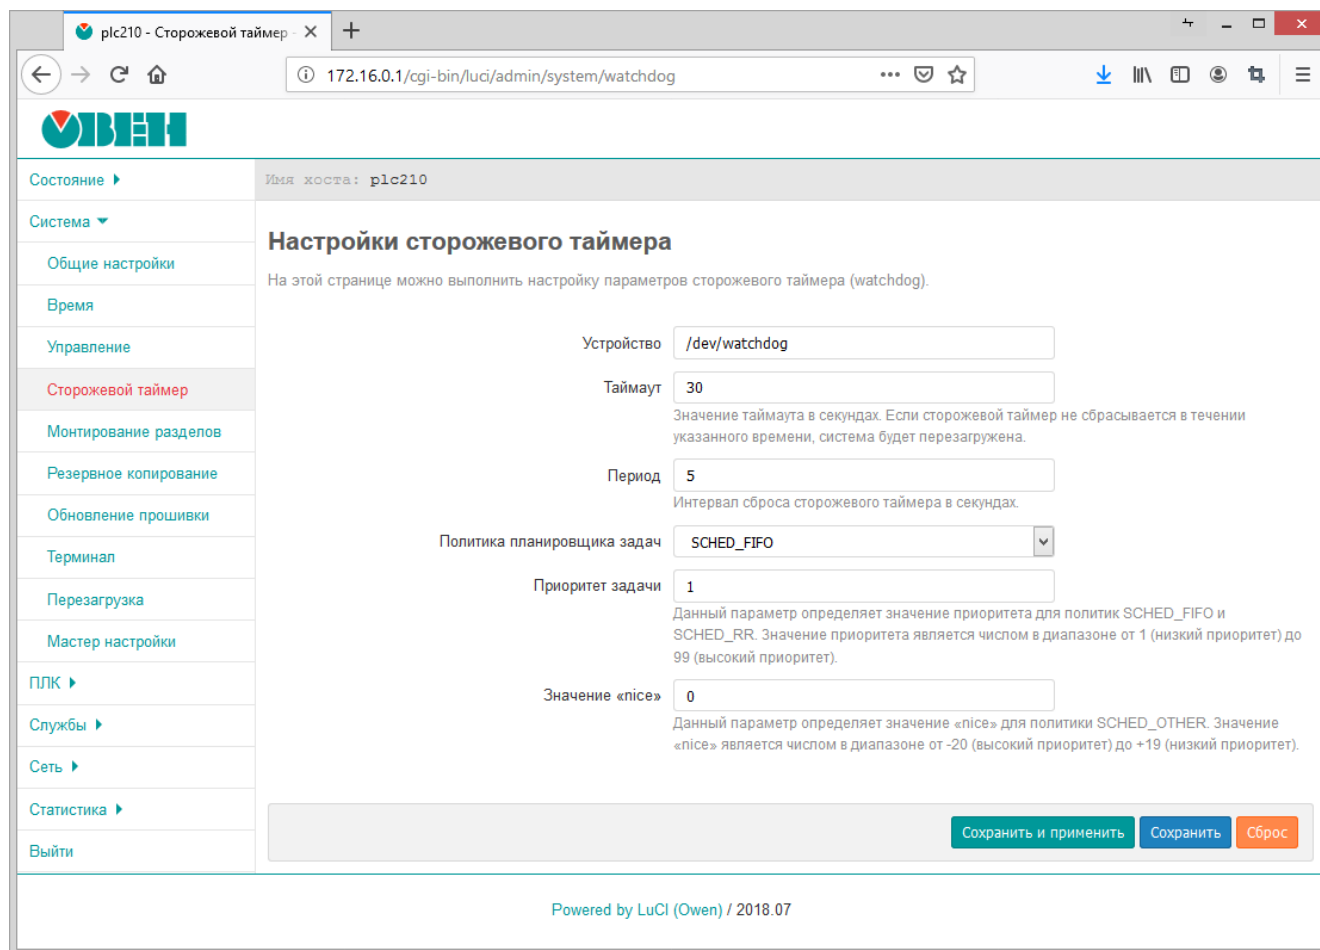 plc210 - Сторожевой таймер -
172.16.0.1/cgi-bin/luci/admin/system/watchdog
ОВЕН
Состояние
Имя хоста: plc210
Система
Общие настройки
Время
Управление
Сторожевой таймер
Монтирование разделов
Резервное копирование
Обновление прошивки
Терминал
Перезагрузка
Мастер настройки
ПЛК
Службы
Сеть
Статистика
Выйти
Настройки сторожевого таймера
На этой странице можно выполнить настройку параметров сторожевого таймера (watchdog).
Устройство /dev/watchdog
Таймаут 30
Значение таймаута в секундах. Если сторожевой таймер не сбрасывается в течении
указанного времени, система будет перезагружена.
Период 5
Интервал сброса сторожевого таймера в секундах.
Политика планировщика задач SCHED_FIFO
Приоритет задачи 1
Данный параметр определяет значение приоритета для политик SCHED_FIFO и
SCHED_RR. Значение приоритета является числом в диапазоне от 1 (низкий приоритет) до
99 (высокий приоритет).
Значение «nice» 0
Данный параметр определяет значение «nice» для политики SCHED_OTHER. Значение
«nice» является числом в диапазоне от -20 (высокий приоритет) до +19 (низкий приоритет).
Сохранить и применить Сохранить Сброс
Powered by LuCI (Owen) / 2018.07